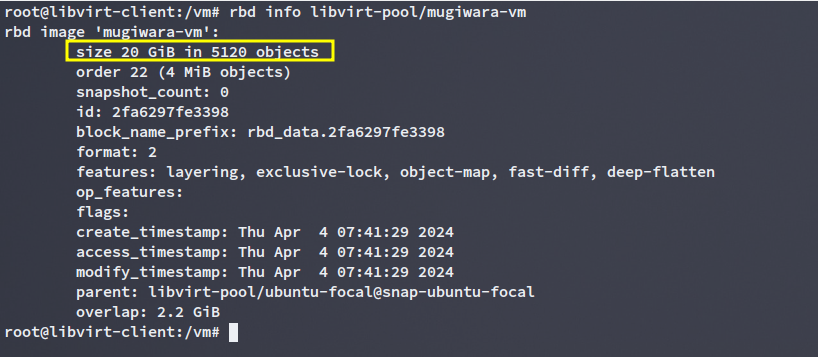 root@libvirt-client:/vm# rbd info libvirt-pool/mugiwara-vm
rbd image 'mugiwara-vm':
size 20 GiB in 5120 objects
order 22 (4 MiB objects)
snapshot_count: 0
id: 2fa6297fe3398
block_name_prefix: rbd_data.2fa6297fe3398
format: 2
features: layering, exclusive-lock, object-map, fast-diff, deep-flatten
op_features:
flags:
create_timestamp: Thu Apr  4 07:41:29 2024
access_timestamp: Thu Apr  4 07:41:29 2024
modify_timestamp: Thu Apr  4 07:41:29 2024
parent: libvirt-pool/ubuntu-focal@snap-ubuntu-focal
overlap: 2.2 GiB
root@libvirt-client:/vm#